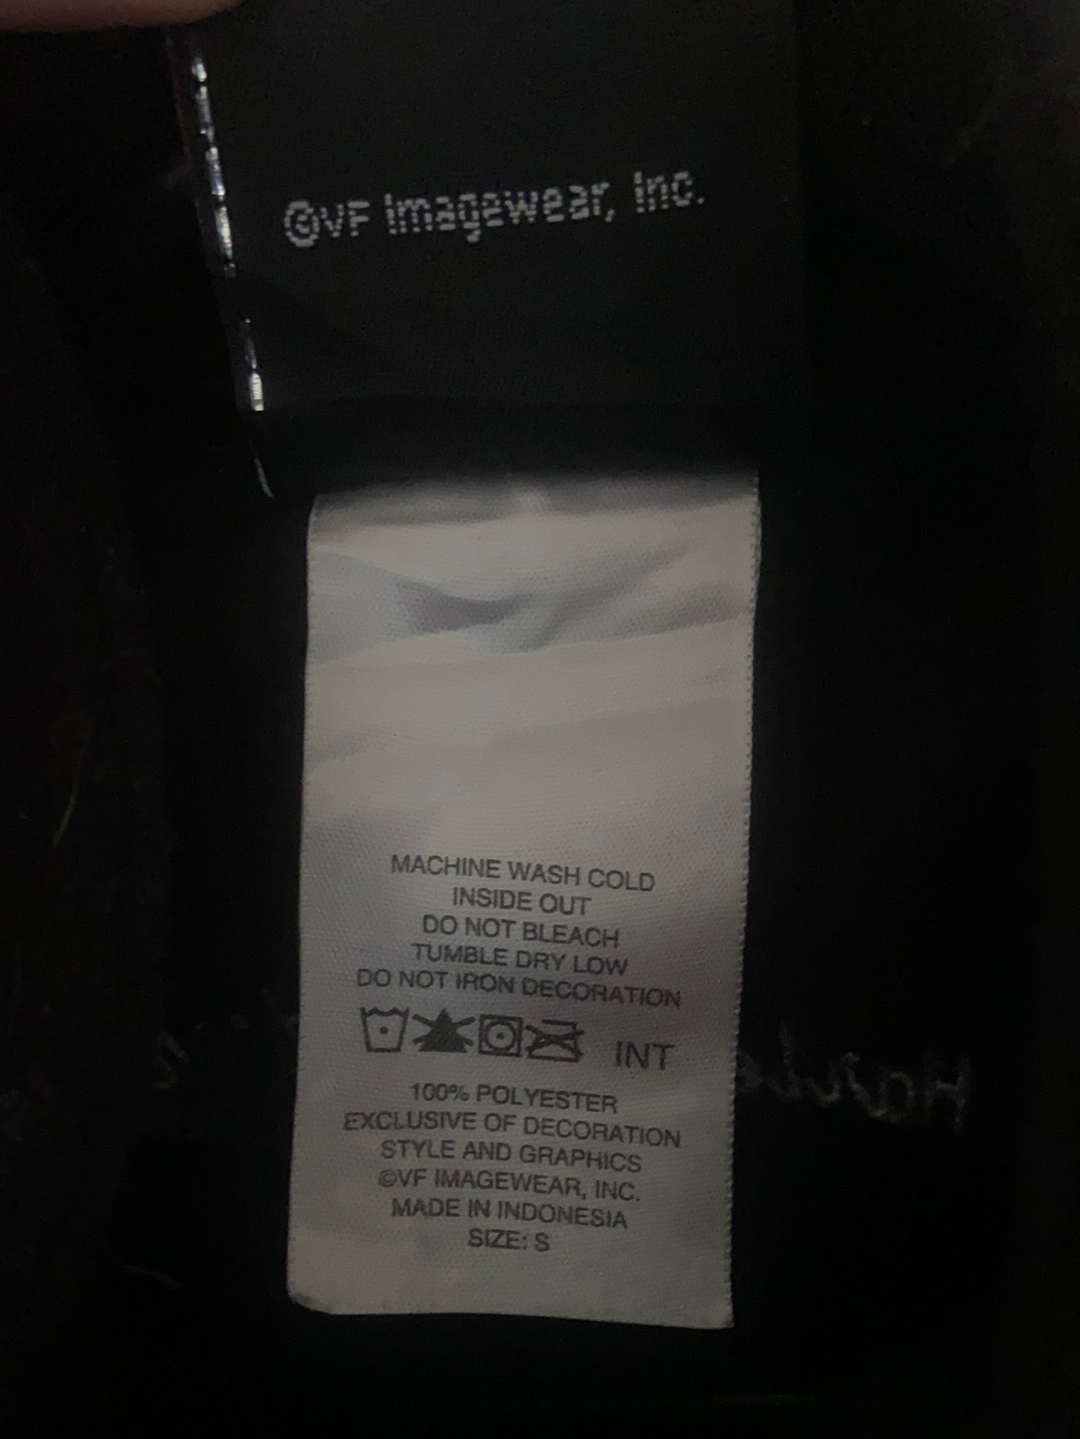 ©VF Imagewear, Inc.
MACHINE WASH COLD
INSIDE OUT
DO NOT BLEACH
TUMBLE DRY LOW
DO NOT IRON DECORATION
INT
100% POLYESTER
EXCLUSIVE OF DECORATION
STYLE AND GRAPHICS
©VF IMAGEWEAR, INC.
MADE IN INDONESIA
SIZE: S